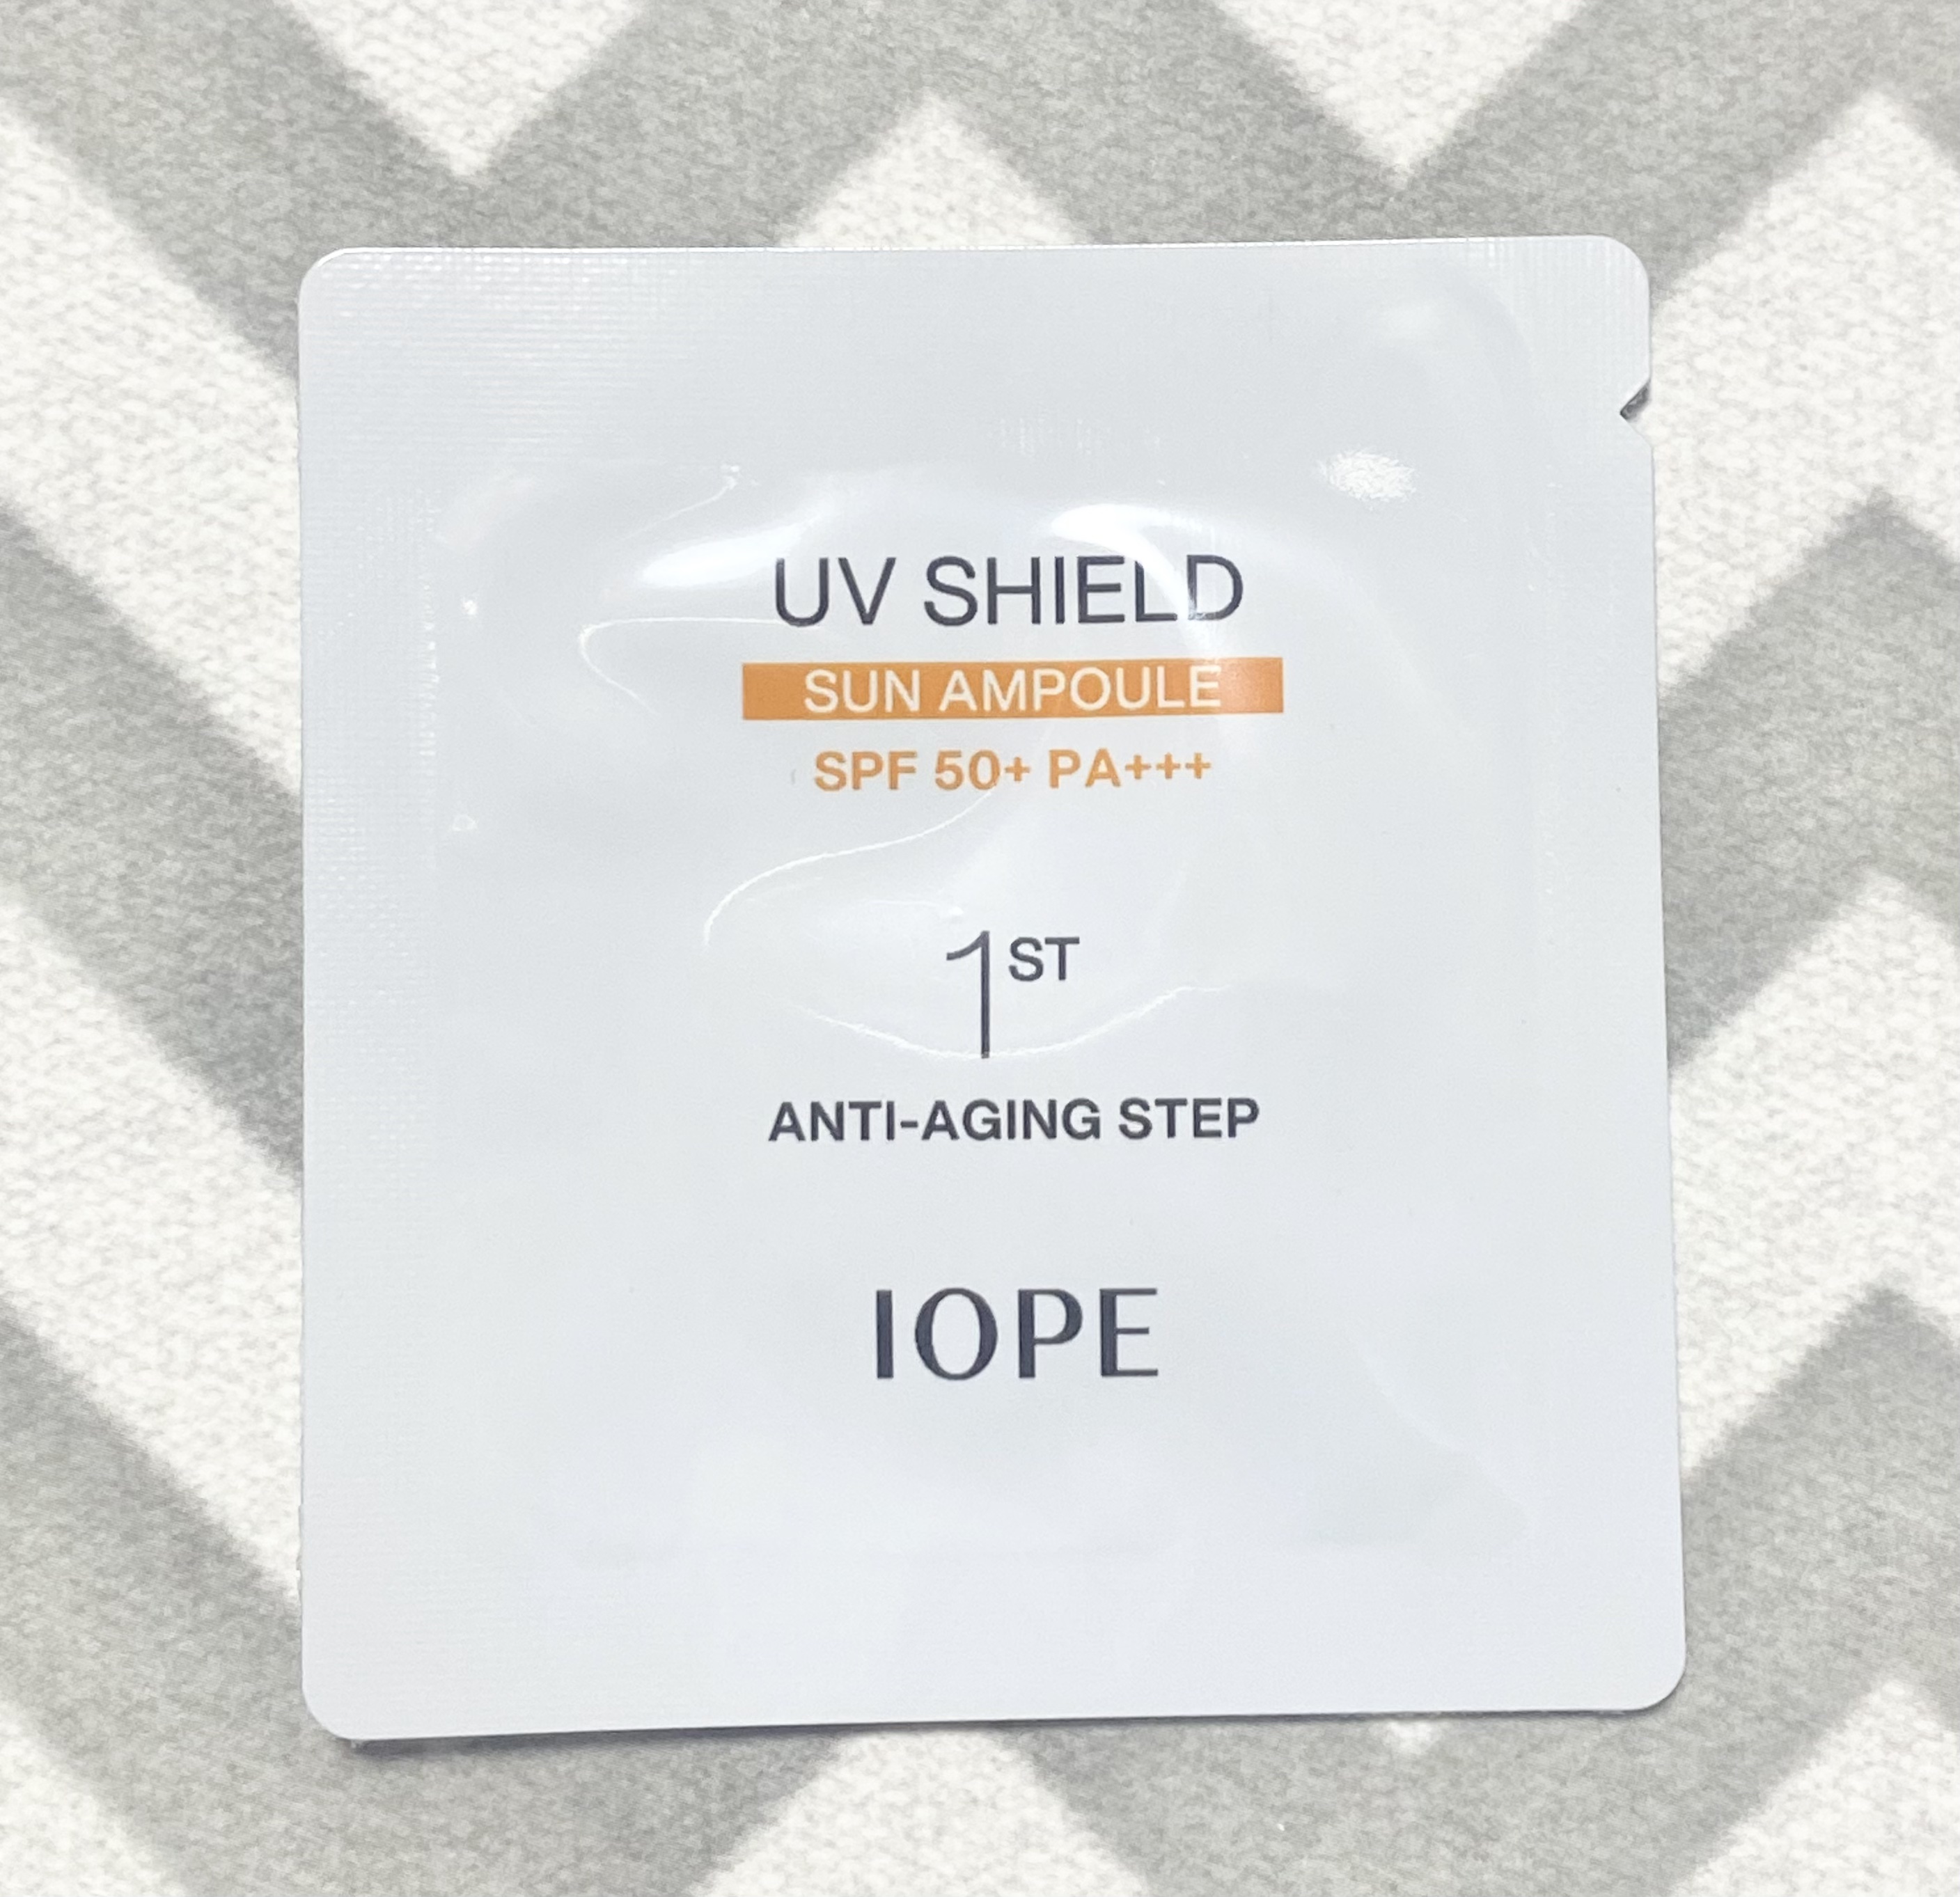 UV SHIELD
SUN AMPOULE
SPF 50+ PA+++
1ST
ANTI-AGING STEP
IOPE